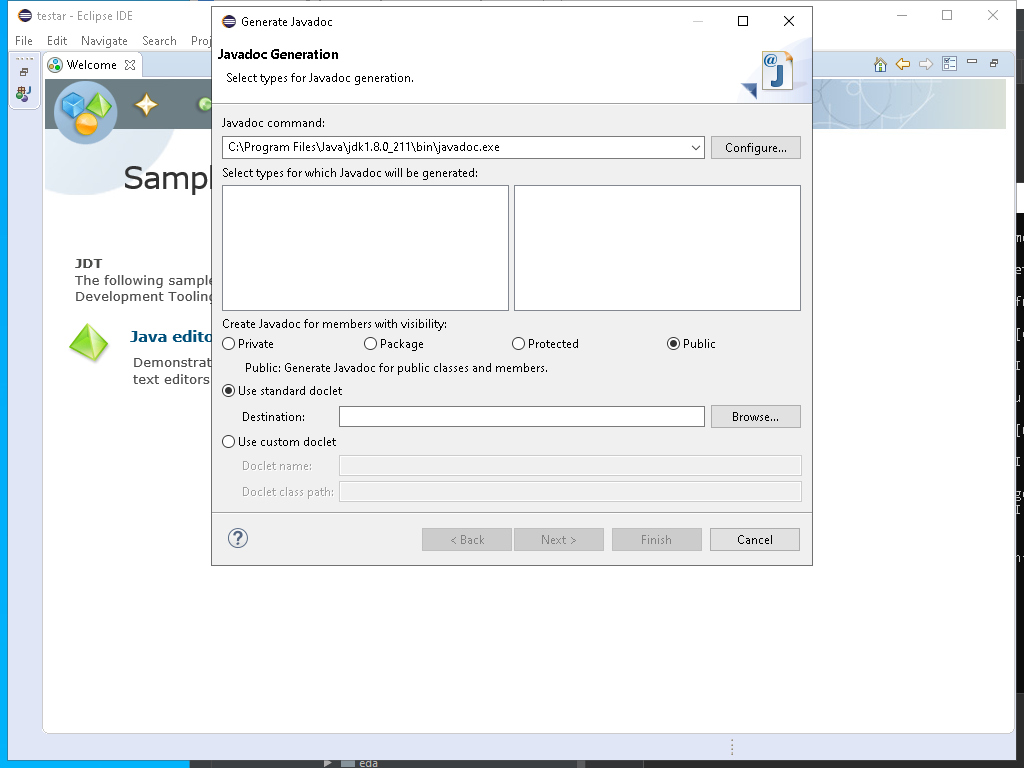 testar - Eclipse IDE
File Edit Navigate Search Proj
Welcome
Generate Javadoc
Javadoc Generation
Select types for Javadoc generation.
Javadoc command:
C:\Program Files\Java\jdk1.8.0_211\bin\javadoc.exe
Configure...
Select types for which Javadoc will be generated:
Create Javadoc for members with visibility:
Private Package Protected Public
Public: Generate Javadoc for public classes and members.
Use standard doclet
Destination:
Browse...
Use custom doclet
Doclet name:
Doclet class path:
< Back Next > Finish Cancel
Sampl
JDT
The following sample
Development Tooling
Java edito
Demonstrat
text editors
eda